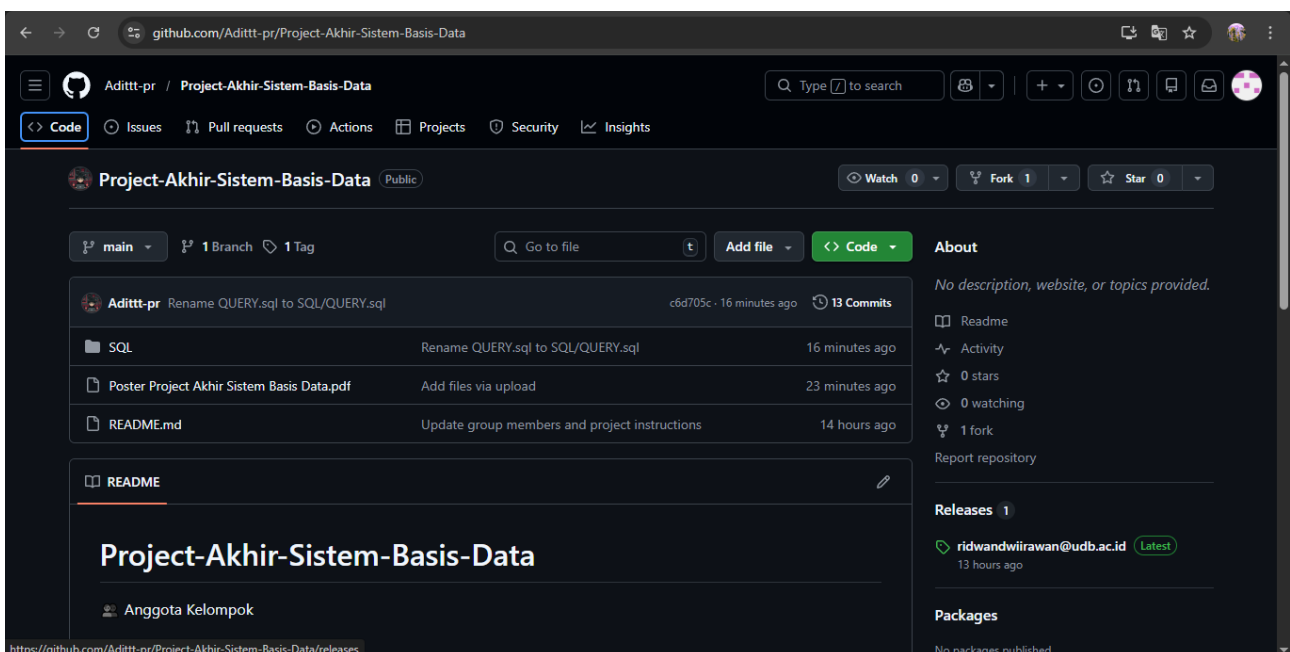 github.com/Adittt-pr/Project-Akhir-Sistem-Basis-Data
Adittt-pr / Project-Akhir-Sistem-Basis-Data
Type / to search
<> Code Issues Pull requests Actions Projects Security Insights
Project-Akhir-Sistem-Basis-Data Public
Watch 0 Fork 1 Star 0
main 1 Branch 1 Tag Go to file t Add file <> Code
Adittt-pr Rename QUERY.sql to SQL/QUERY.sql c6d705c · 16 minutes ago 13 Commits
SQL Rename QUERY.sql to SQL/QUERY.sql 16 minutes ago
Poster Project Akhir Sistem Basis Data.pdf Add files via upload 23 minutes ago
README.md Update group members and project instructions 14 hours ago
README
Project-Akhir-Sistem-Basis-Data
Anggota Kelompok
About
No description, website, or topics provided.
Readme
Activity
0 stars
0 watching
1 fork
Report repository
Releases 1
ridwandwiirawan@udb.ac.id Latest
13 hours ago
Packages
No packages published
https://github.com/Adittt-pr/Project-Akhir-Sistem-Basis-Data/releases